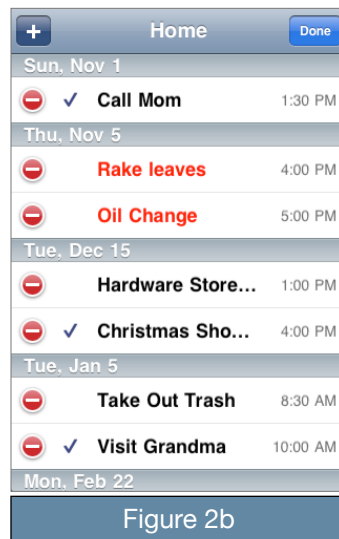 + Home Done
Sun, Nov 1
✓ Call Mom 1:30 PM
Thu, Nov 5
Rake leaves 4:00 PM
Oil Change 5:00 PM
Tue, Dec 15
Hardware Store... 1:00 PM
✓ Christmas Sho... 4:00 PM
Tue, Jan 5
Take Out Trash 8:30 AM
✓ Visit Grandma 10:00 AM
Mon, Feb 22
Figure 2b